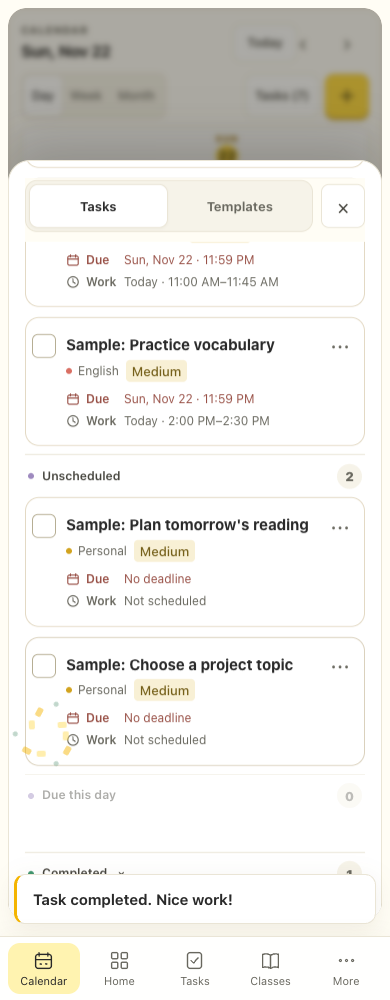 CALENDAR
Sun, Nov 22
Today
Day Week Month
Tasks (7)
Tasks Templates
Due Sun, Nov 22 · 11:59 PM
Work Today · 11:00 AM–11:45 AM
Sample: Practice vocabulary
English Medium
Due Sun, Nov 22 · 11:59 PM
Work Today · 2:00 PM–2:30 PM
Unscheduled 2
Sample: Plan tomorrow's reading
Personal Medium
Due No deadline
Work Not scheduled
Sample: Choose a project topic
Personal Medium
Due No deadline
Work Not scheduled
Due this day 0
Completed 1
Task completed. Nice work!
Calendar Home Tasks Classes More